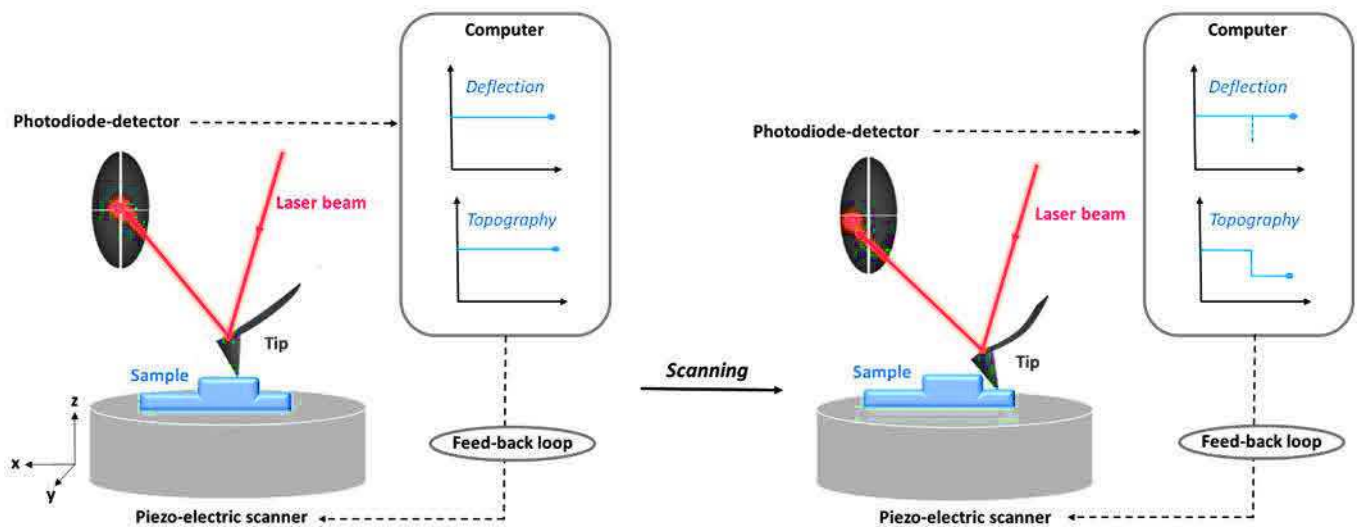 Computer
Deflection
Photodiode-detector
Laser beam
Topography
Tip
Sample
z
x
y
Feed-back loop
Piezo-electric scanner
Scanning
Computer
Deflection
Photodiode-detector
Laser beam
Topography
Tip
Sample
Feed-back loop
Piezo-electric scanner